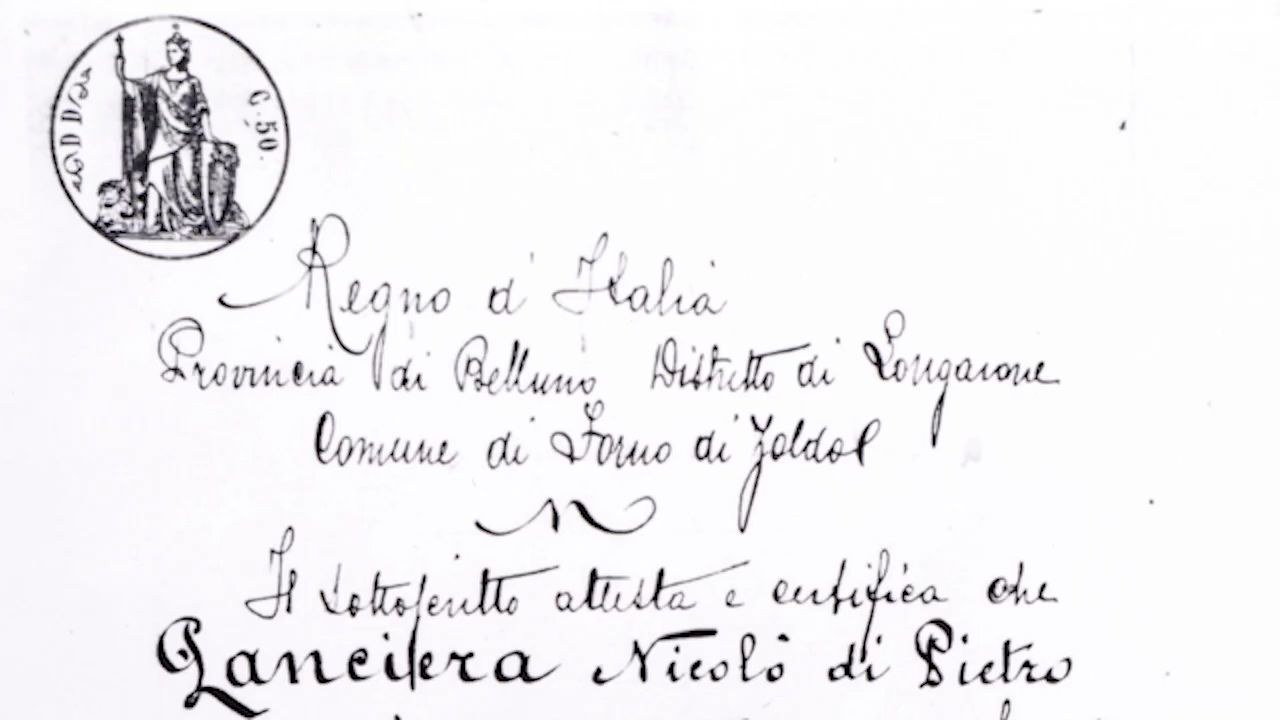 C. 50.
Regno d' Italia
Provincia di Belluno Distretto di Longarone
Comune di Forno di Zoldo
Il sottoscritto attesta e certifica che
Panciera Nicolò di Pietro